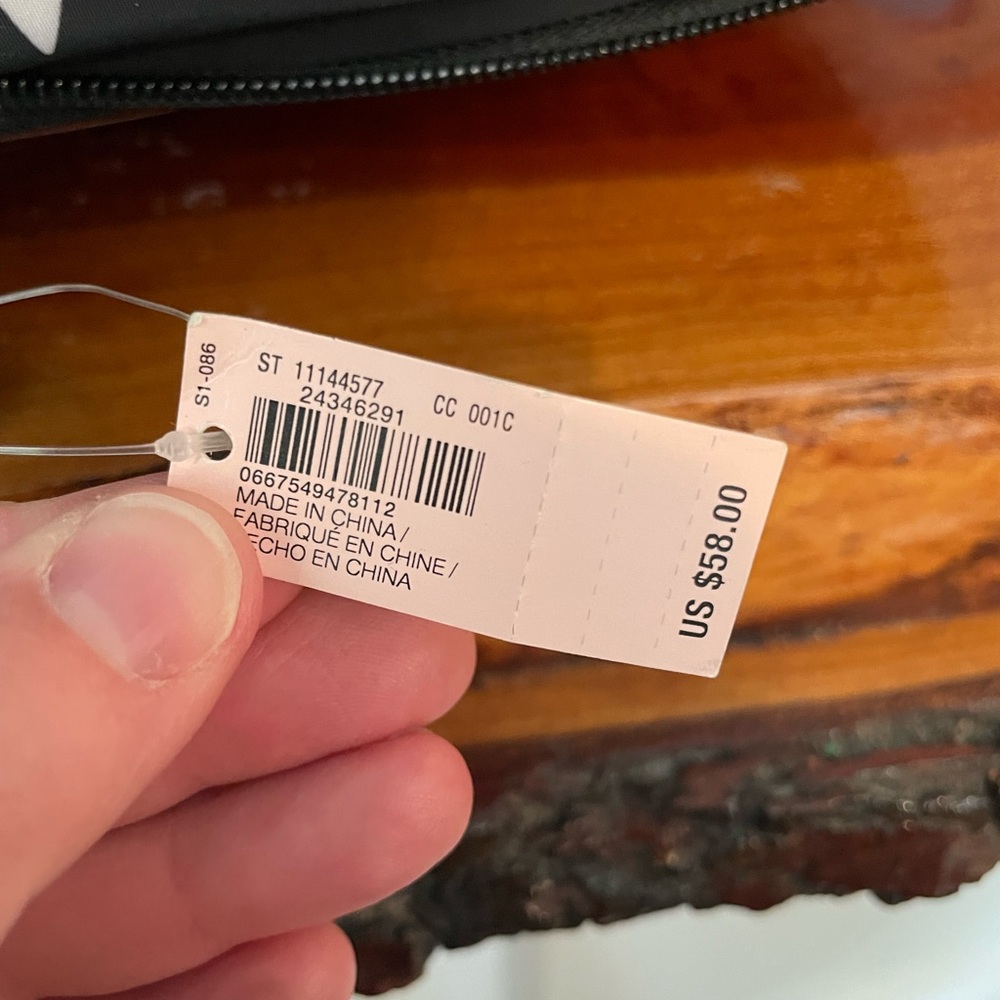 S1-086
ST 11144577
24346291
CC 001C
0667549478112
MADE IN CHINA/
FABRIQUÉ EN CHINE/
ECHO EN CHINA
US $58.00